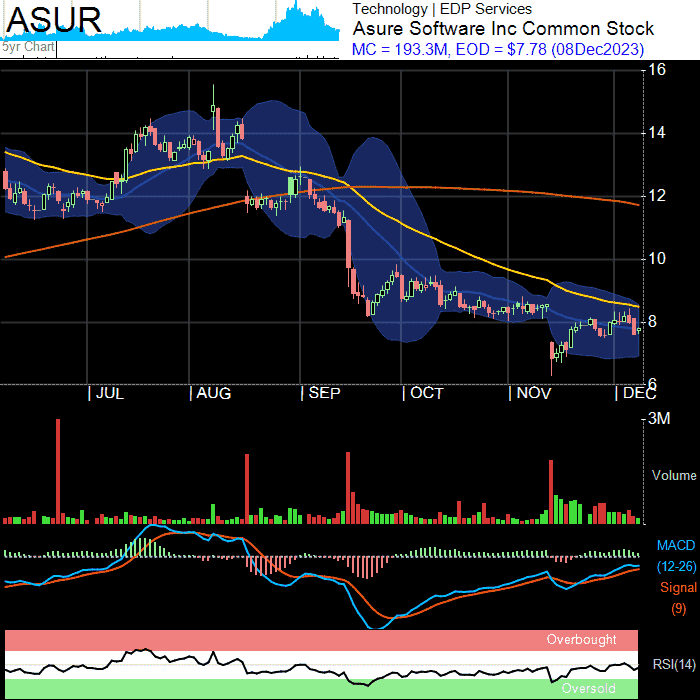 ASUR
5yr Chart
Technology | EDP Services
Asure Software Inc Common Stock
MC = 193.3M, EOD = $7.78 (08Dec2023)
16
14
12
10
8
6
JUL AUG SEP OCT NOV DEC
3M
Volume
MACD
(12-26)
Signal
(9)
Overbought
RSI(14)
Oversold